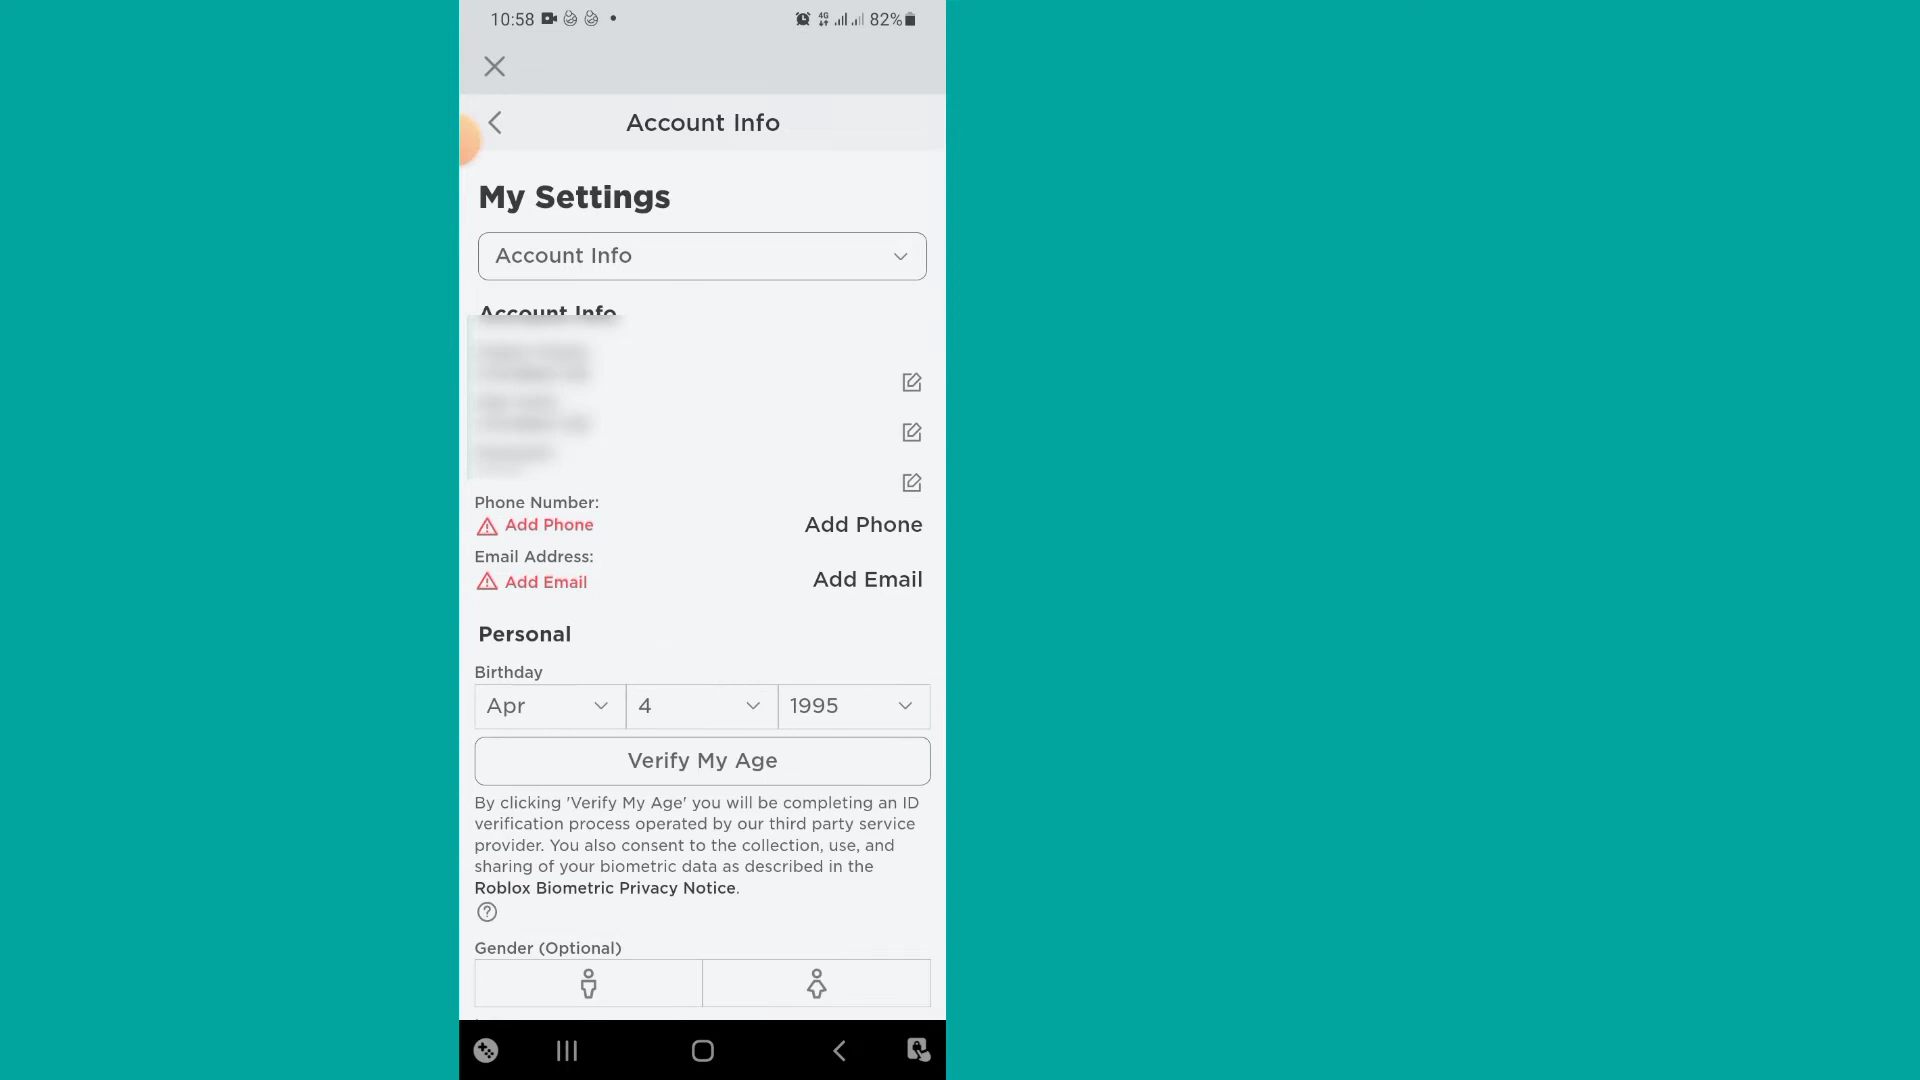 10:58
4G
82%
Account Info
My Settings
Account Info
Account Info
Phone Number:
Add Phone
Add Phone
Email Address:
Add Email
Add Email
Personal
Birthday
Apr
4
1995
Verify My Age
By clicking 'Verify My Age' you will be completing an ID
verification process operated by our third party service
provider. You also consent to the collection, use, and
sharing of your biometric data as described in the
Roblox Biometric Privacy Notice.
Gender (Optional)